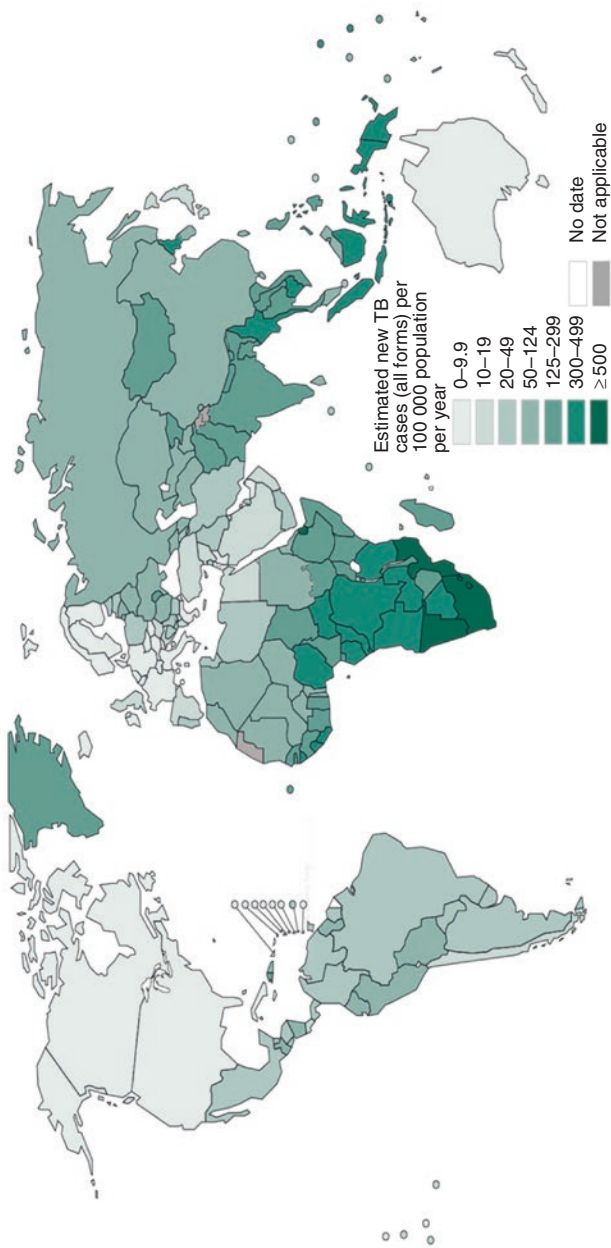 Estimated new TB
cases (all forms) per
100 000 population
per year
0–9.9
10–19
20–49
50–124
125–299
300–499
≥ 500
No date
Not applicable